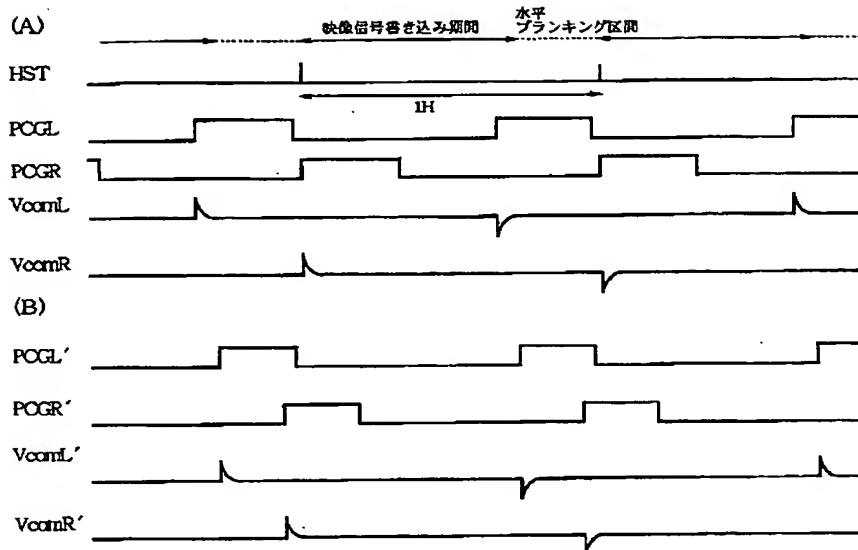 (A)
映像信号書き込み期間
水平
ブランキング区間
HST
1H
PCGL
PCGR
VcomL
VcomR
(B)
PCGL′
PCGR′
VcomL′
VcomR′